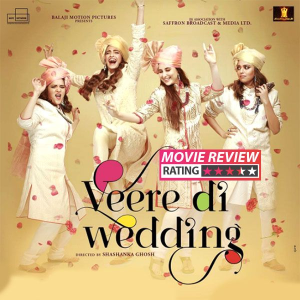 BALAJI MOTION PICTURES
PRESENTS
IN ASSOCIATION WITH
SAFFRON BROADCAST & MEDIA LTD.
MOVIE REVIEW
RATING
Veere di
wedding
DIRECTED BY SHASHANKA GHOSH